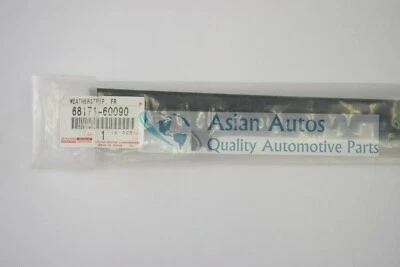 WEATHERSTRIP, FR
68171-60090
1
Asian Autos
Quality Automotive Parts